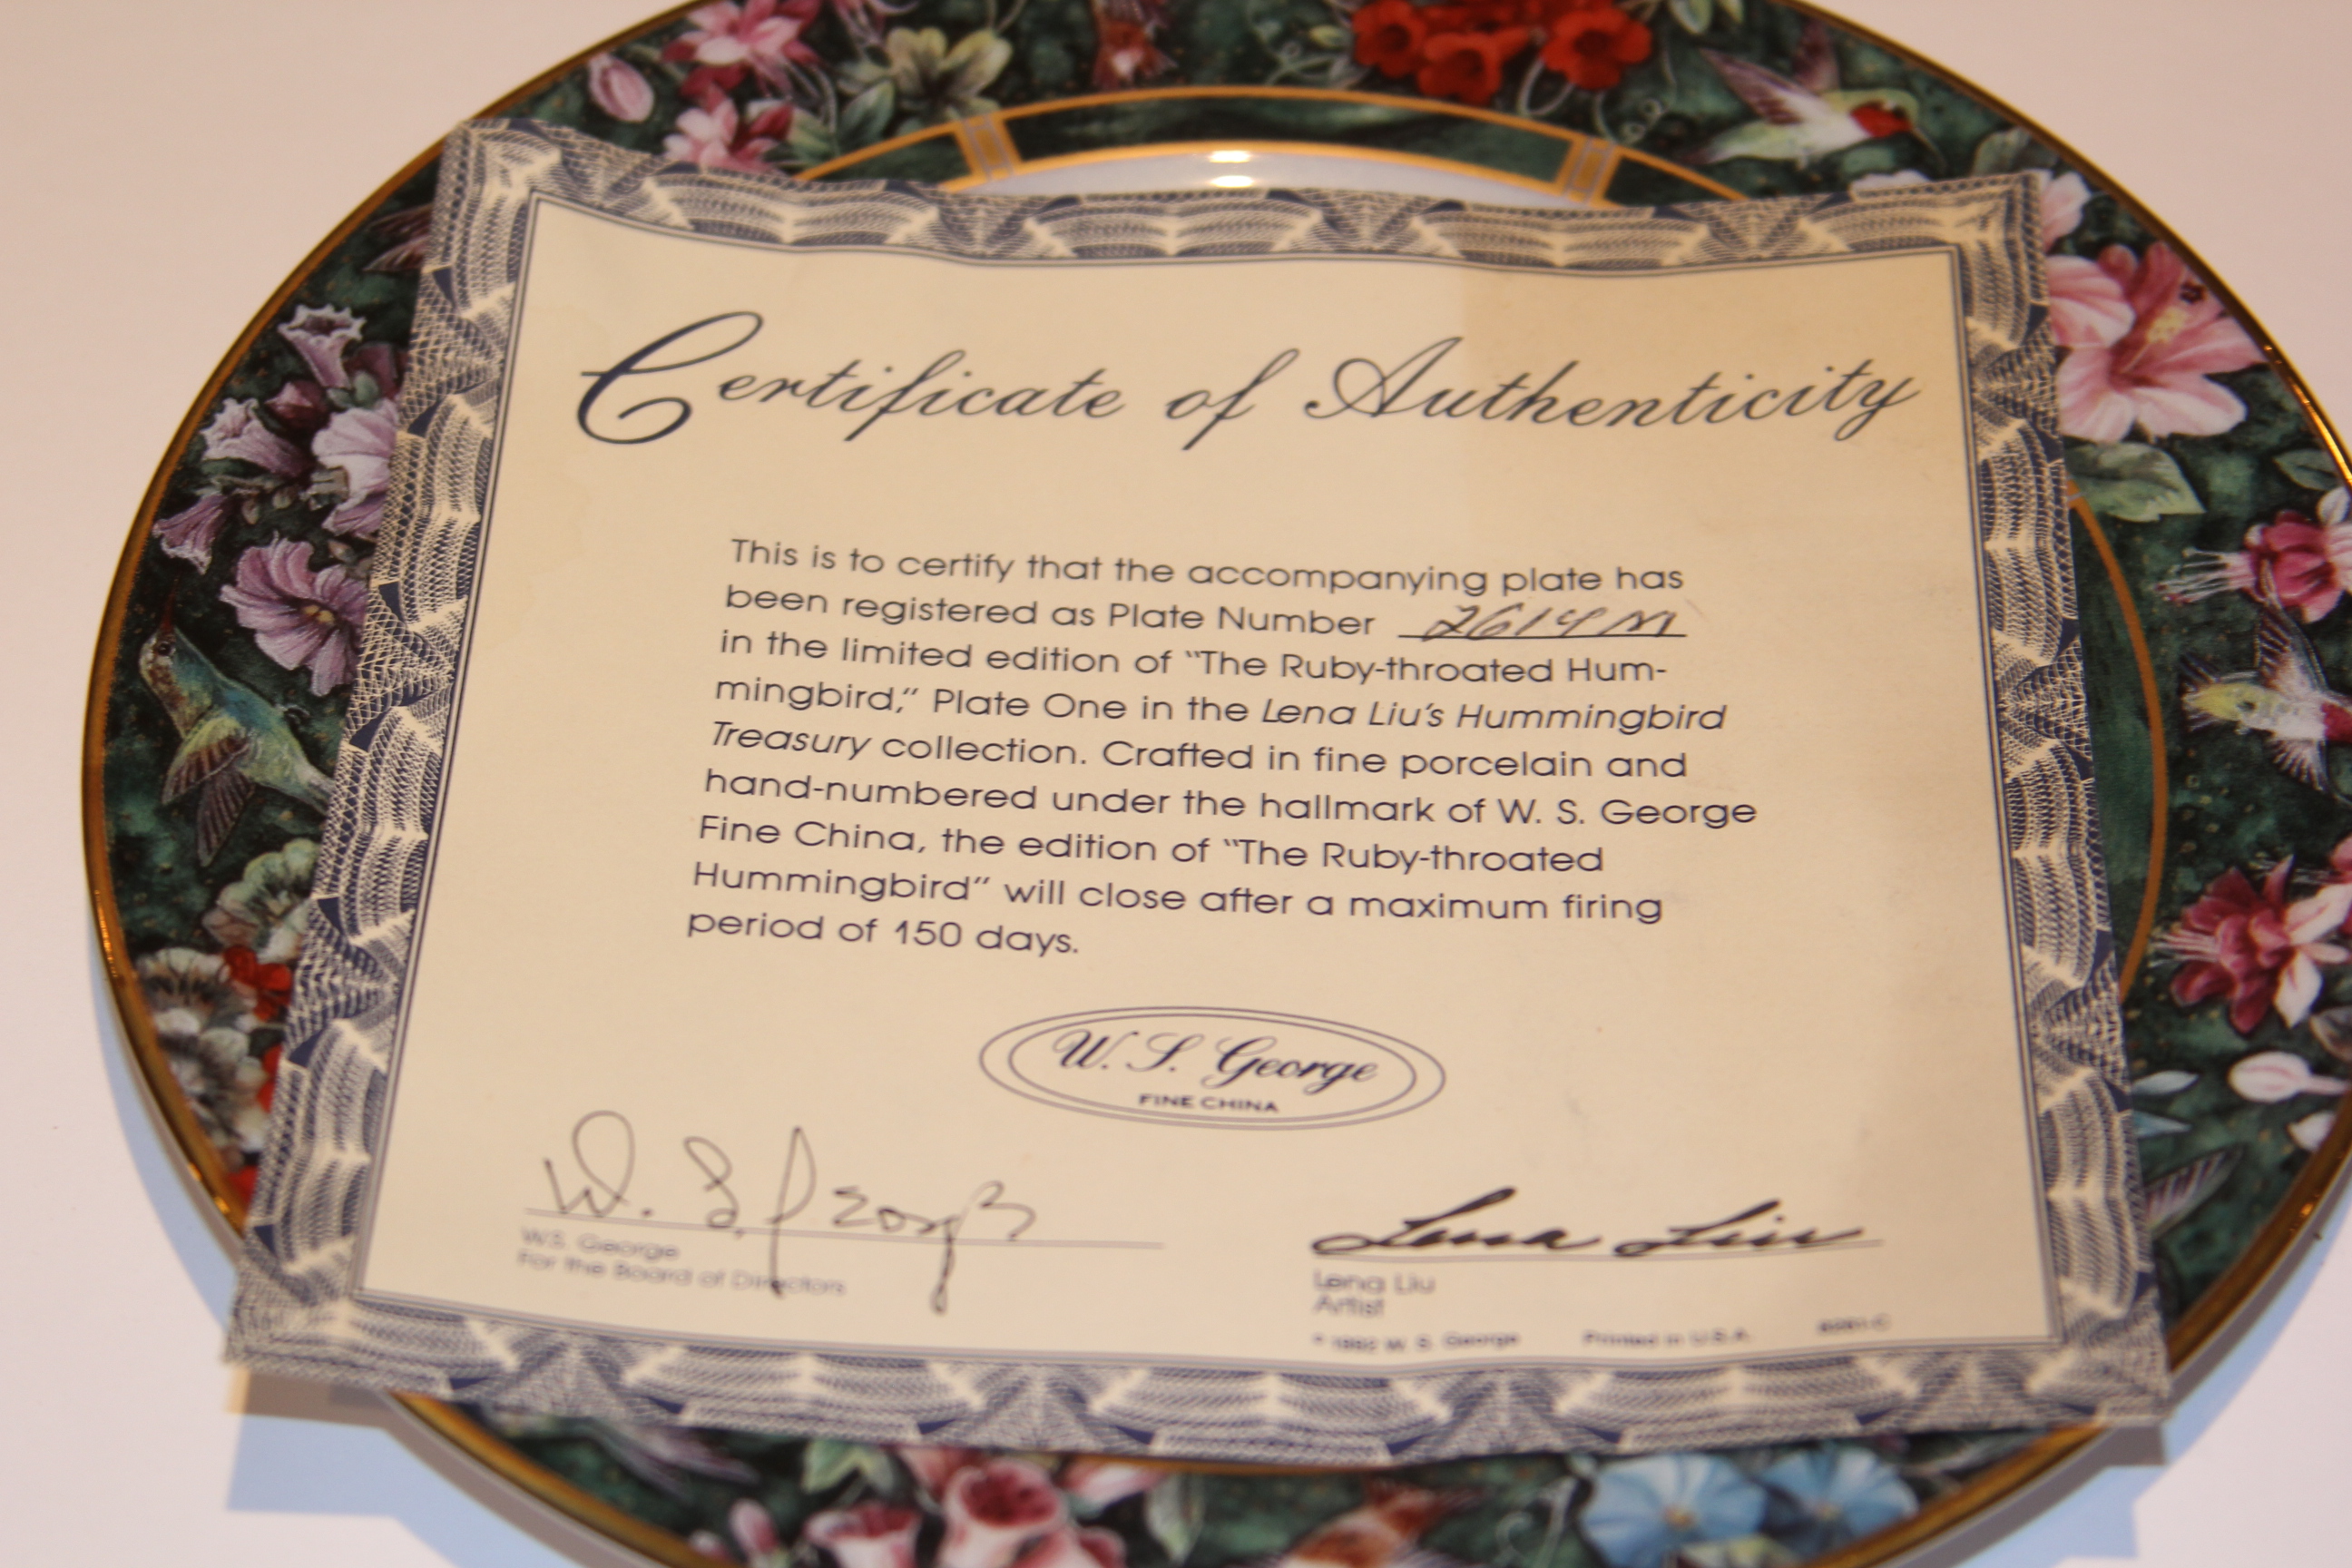 Certificate of Authenticity
This is to certify that the accompanying plate has
been registered as Plate Number 2614M
in the limited edition of "The Ruby-throated Hum-
mingbird," Plate One in the Lena Liu's Hummingbird
Treasury collection. Crafted in fine porcelain and
hand-numbered under the hallmark of W. S. George
Fine China, the edition of "The Ruby-throated
Hummingbird" will close after a maximum firing
period of 150 days.
W. S. George
FINE CHINA
W. S. George
W.S. George
For the Board of Directors
Lena Liu
Lena Liu
Artist
© 1992 W. S. George Printed in U.S.A.